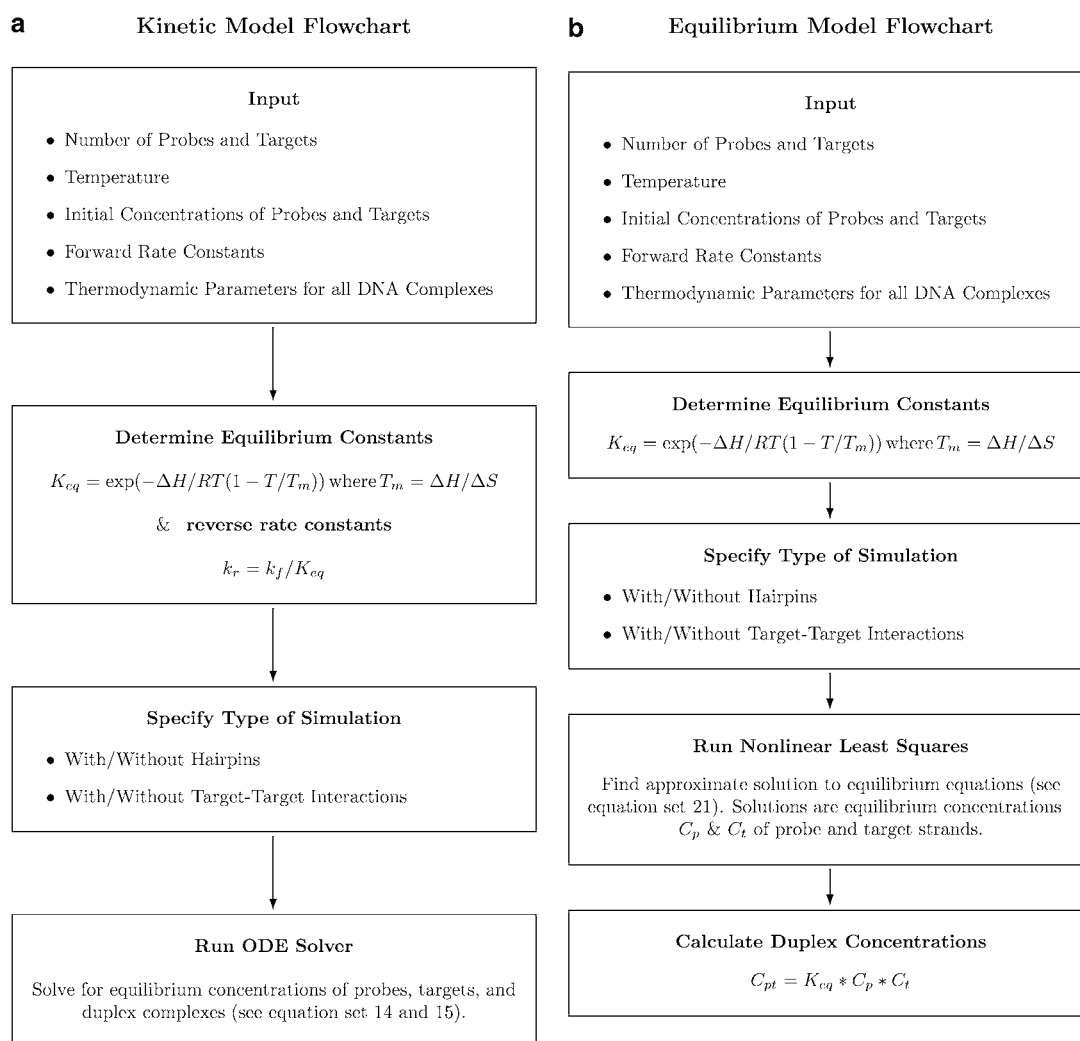 a
Kinetic Model Flowchart
Input
• Number of Probes and Targets
• Temperature
• Initial Concentrations of Probes and Targets
• Forward Rate Constants
• Thermodynamic Parameters for all DNA Complexes
Determine Equilibrium Constants
K_eq = exp(−ΔH/RT(1 − T/T_m)) where T_m = ΔH/ΔS
& reverse rate constants
k_r = k_f/K_eq
Specify Type of Simulation
• With/Without Hairpins
• With/Without Target-Target Interactions
Run ODE Solver
Solve for equilibrium concentrations of probes, targets, and
duplex complexes (see equation set 14 and 15).
b
Equilibrium Model Flowchart
Input
• Number of Probes and Targets
• Temperature
• Initial Concentrations of Probes and Targets
• Forward Rate Constants
• Thermodynamic Parameters for all DNA Complexes
Determine Equilibrium Constants
K_eq = exp(−ΔH/RT(1 − T/T_m)) where T_m = ΔH/ΔS
Specify Type of Simulation
• With/Without Hairpins
• With/Without Target-Target Interactions
Run Nonlinear Least Squares
Find approximate solution to equilibrium equations (see
equation set 21). Solutions are equilibrium concentrations
C_p & C_t of probe and target strands.
Calculate Duplex Concentrations
C_pt = K_eq ∗ C_p ∗ C_t